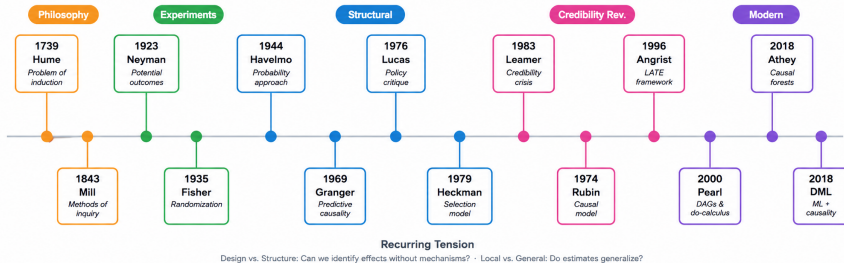 Philosophy
Experiments
Structural
Credibility Rev.
Modern
1739
Hume
Problem of
induction
1923
Neyman
Potential
outcomes
1944
Havelmo
Probability
approach
1976
Lucas
Policy
critique
1983
Leamer
Credibility
crisis
1996
Angrist
LATE
framework
2018
Athey
Causal
forests
1843
Mill
Methods of
inquiry
1935
Fisher
Randomization
1969
Granger
Predictive
causality
1979
Heckman
Selection
model
1974
Rubin
Causal
model
2000
Pearl
DAGs &
do-calculus
2018
DML
ML +
causality
Recurring Tension
Design vs. Structure: Can we identify effects without mechanisms? · Local vs. General: Do estimates generalize?